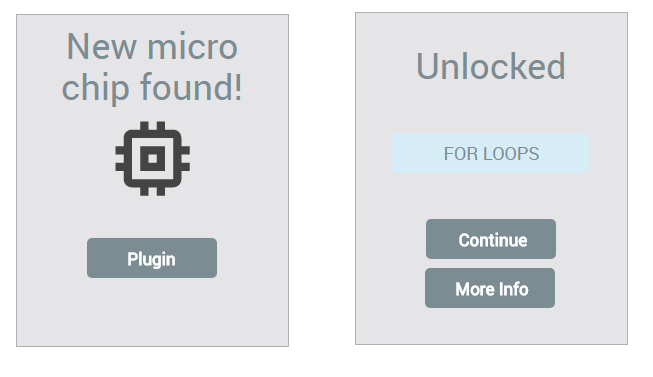 New micro
chip found!
Plugin
Unlocked
FOR LOOPS
Continue
More Info